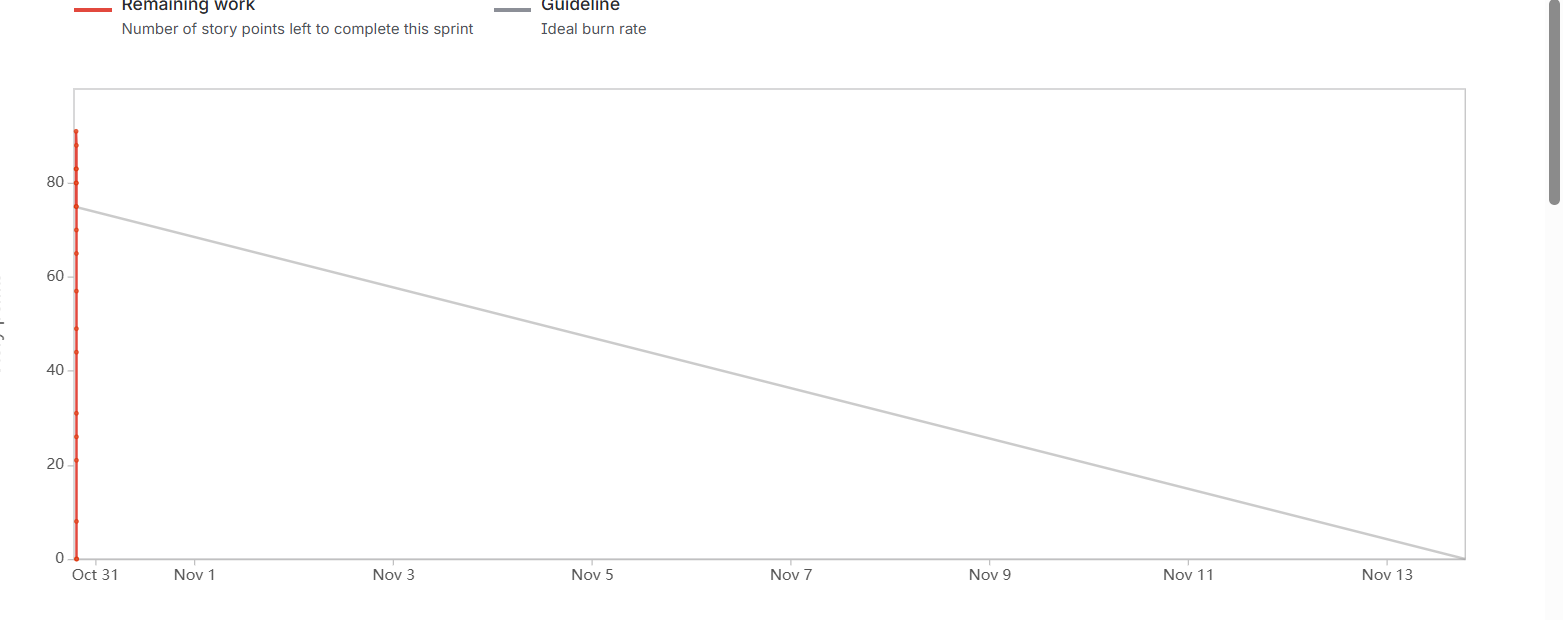 Remaining work
Guideline
Number of story points left to complete this sprint
Ideal burn rate
80
60
40
20
0
Oct 31
Nov 1
Nov 3
Nov 5
Nov 7
Nov 9
Nov 11
Nov 13